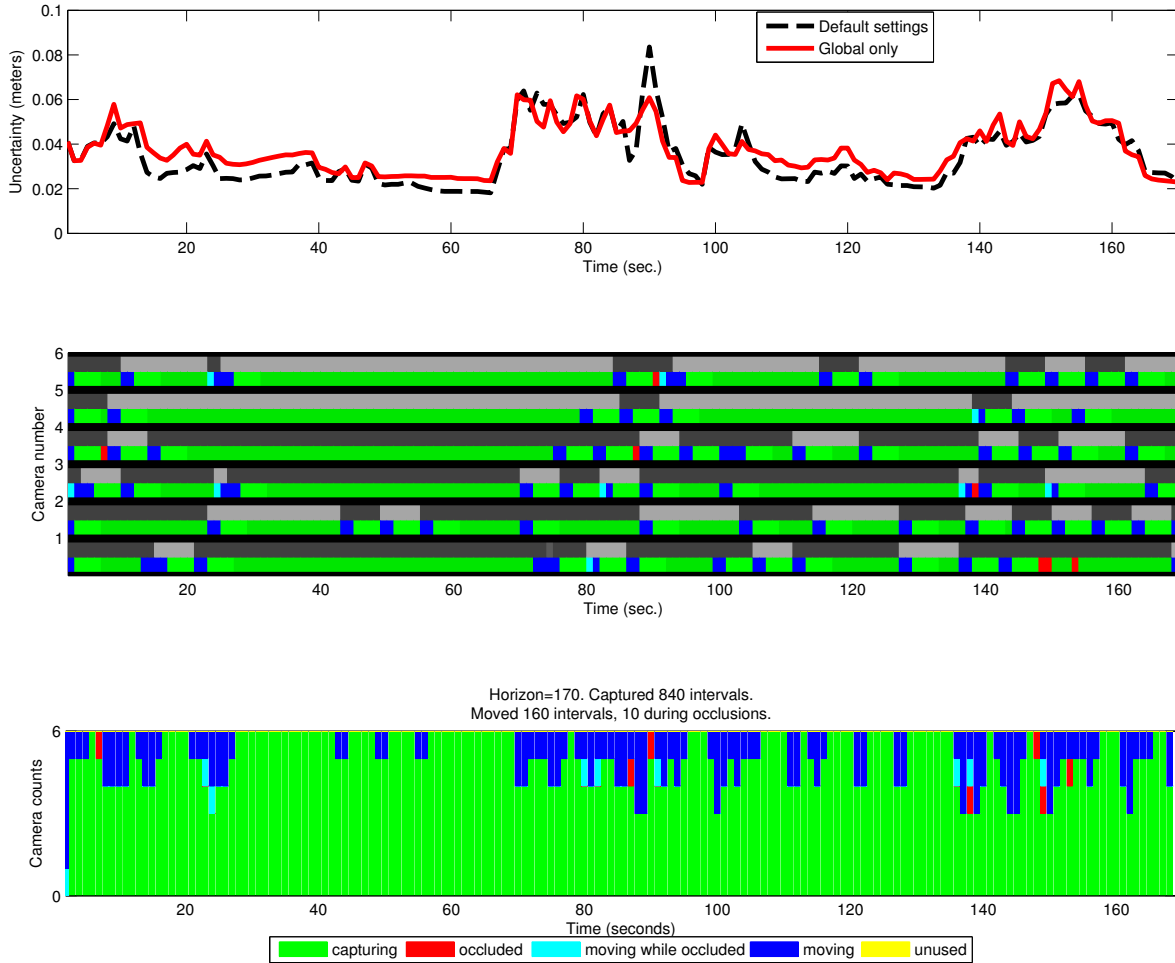 0.1
0.08
0.06
0.04
0.02
0
Uncertainty (meters)
Default settings
Global only
20 40 60 80 100 120 140 160
Time (sec.)
6
5
4
3
2
1
Camera number
20 40 60 80 100 120 140 160
Time (sec.)
Horizon=170. Captured 840 intervals.
Moved 160 intervals, 10 during occlusions.
6
0
Camera counts
20 40 60 80 100 120 140 160
Time (seconds)
capturing occluded moving while occluded moving unused